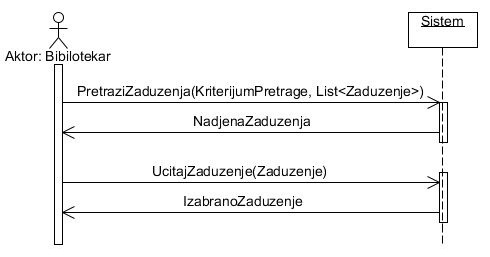 Sistem
Aktor: Bibilotekar
PretraziZaduzenja(KriterijumPretrage, List<Zaduzenje>)
NadjenaZaduzenja
UcitajZaduzenje(Zaduzenje)
IzabranoZaduzenje